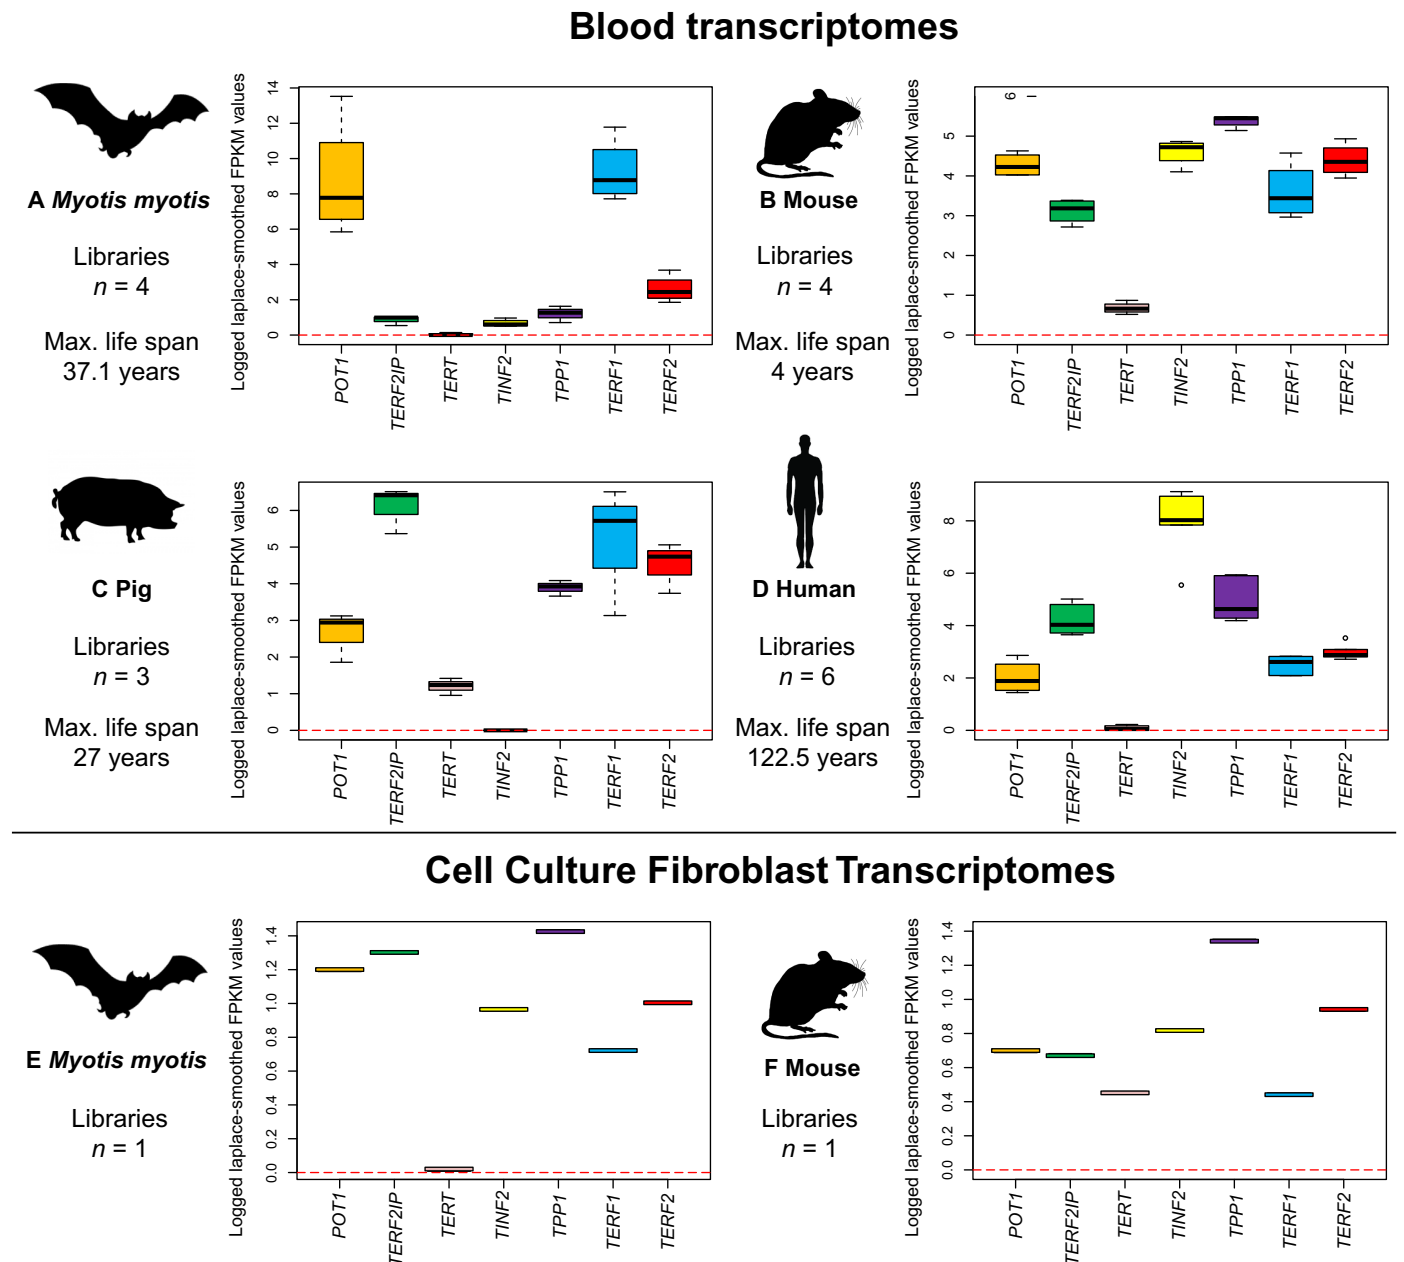 Blood transcriptomes
A Myotis myotis
Libraries
n = 4
Max. life span
37.1 years
Logged laplace-smoothed FPKM values
0
2
4
6
8
10
12
14
POT1
TERF2IP
TERT
TINF2
TPP1
TERF1
TERF2
B Mouse
Libraries
n = 4
Max. life span
4 years
Logged laplace-smoothed FPKM values
0
1
2
3
4
5
6
POT1
TERF2IP
TERT
TINF2
TPP1
TERF1
TERF2
C Pig
Libraries
n = 3
Max. life span
27 years
Logged laplace-smoothed FPKM values
0
1
2
3
4
5
6
POT1
TERF2IP
TERT
TINF2
TPP1
TERF1
TERF2
D Human
Libraries
n = 6
Max. life span
122.5 years
Logged laplace-smoothed FPKM values
0
2
4
6
8
POT1
TERF2IP
TERT
TINF2
TPP1
TERF1
TERF2
Cell Culture Fibroblast Transcriptomes
E Myotis myotis
Libraries
n = 1
Logged laplace-smoothed FPKM values
0.0
0.2
0.4
0.6
0.8
1.0
1.2
1.4
POT1
TERF2IP
TERT
TINF2
TPP1
TERF1
TERF2
F Mouse
Libraries
n = 1
Logged laplace-smoothed FPKM values
0.0
0.2
0.4
0.6
0.8
1.0
1.2
1.4
POT1
TERF2IP
TERT
TINF2
TPP1
TERF1
TERF2